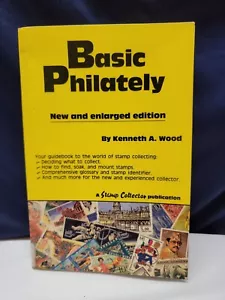 Basic
Philately
New and enlarged edition
By Kenneth A. Wood
Your guidebook to the world of stamp collecting:
Deciding what to collect.
How to find, soak, and mount stamps.
Comprehensive glossary and stamp identifier.
And much more for the new and experienced collector.
a Stamp Collector publication